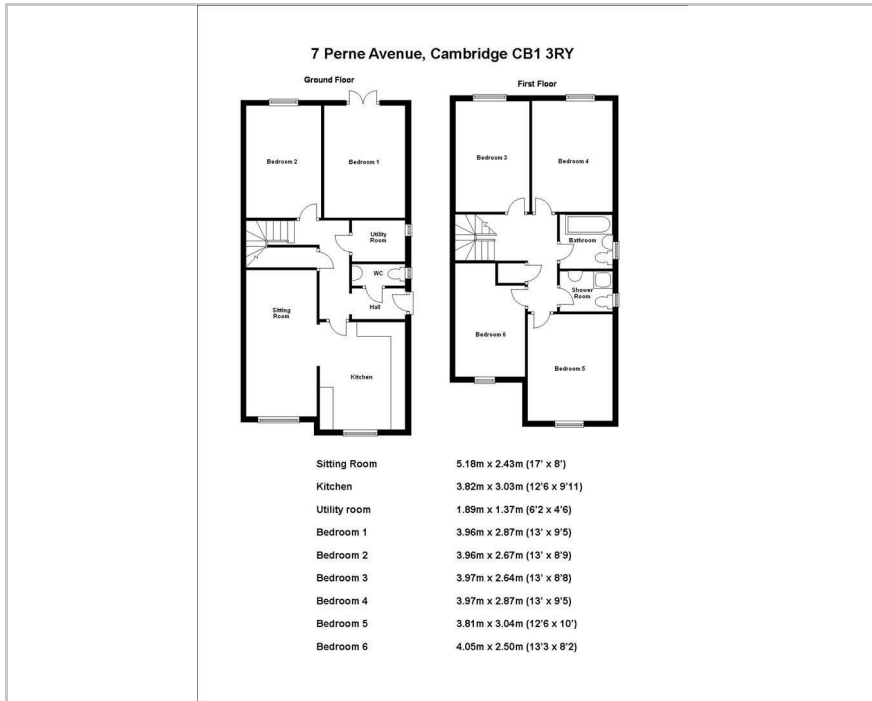 7 Perne Avenue, Cambridge CB1 3RY
Ground Floor
First Floor
Bedroom 2
Bedroom 1
Utility
Room
WC
Hall
Sitting
Room
Kitchen
Bedroom 3
Bedroom 4
Bathroom
Shower
Room
Bedroom 6
Bedroom 5
Sitting Room 5.18m x 2.43m (17' x 8')
Kitchen 3.82m x 3.03m (12'6 x 9'11)
Utility room 1.89m x 1.37m (6'2 x 4'6)
Bedroom 1 3.96m x 2.87m (13' x 9'5)
Bedroom 2 3.96m x 2.67m (13' x 8'9)
Bedroom 3 3.97m x 2.64m (13' x 8'8)
Bedroom 4 3.97m x 2.87m (13' x 9'5)
Bedroom 5 3.81m x 3.04m (12'6 x 10')
Bedroom 6 4.05m x 2.50m (13'3 x 8'2)